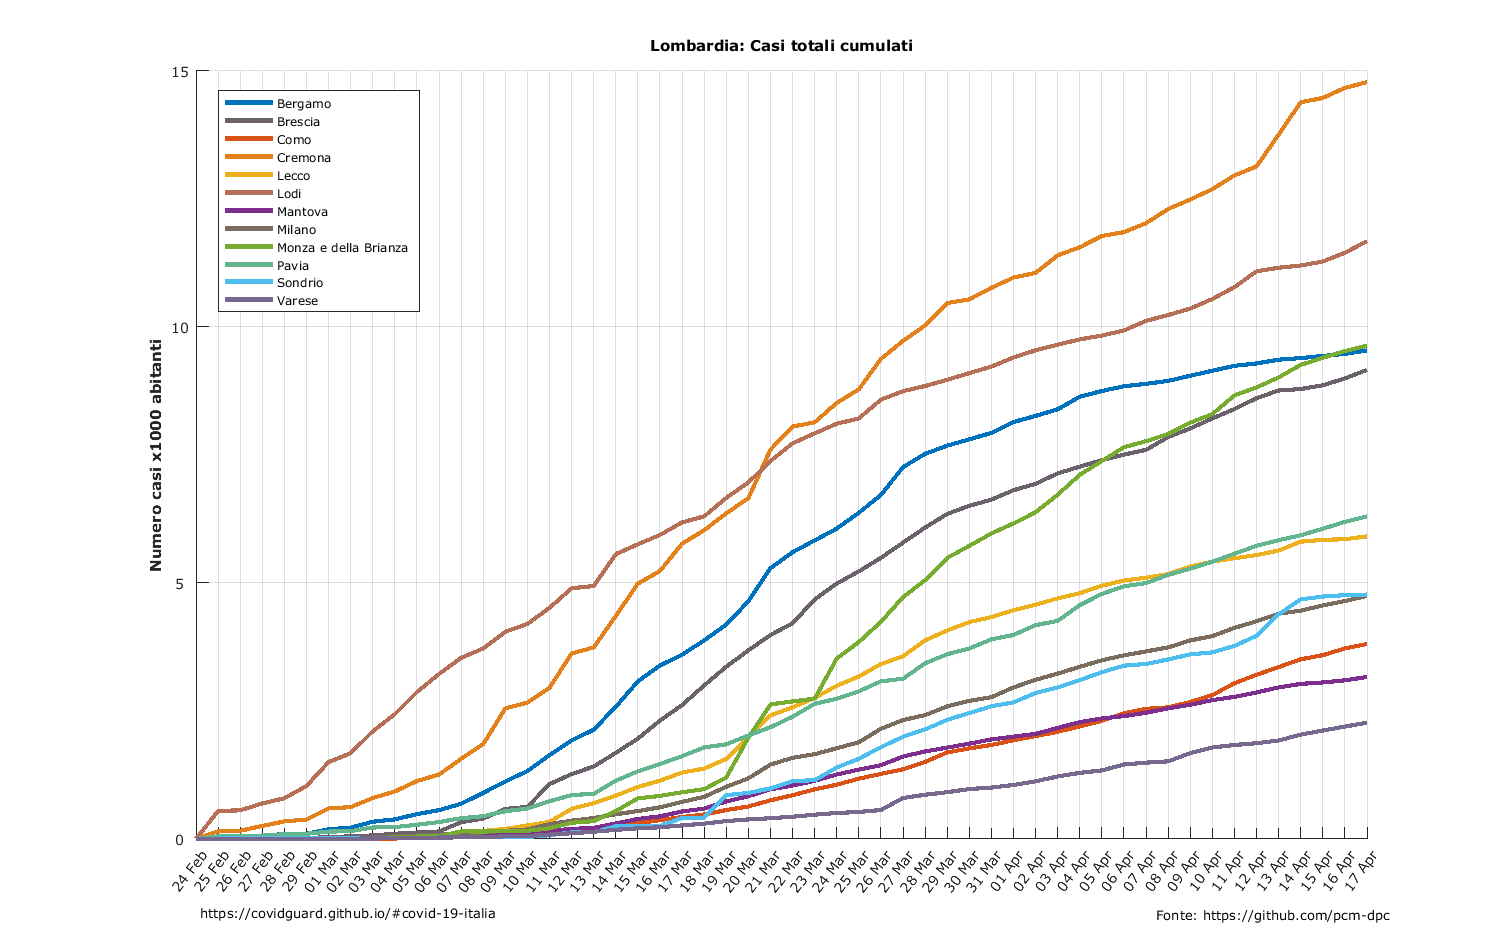 Lombardia: Casi totali cumulati
15
10
5
0
Numero casi x1000 abitanti
Bergamo
Brescia
Como
Cremona
Lecco
Lodi
Mantova
Milano
Monza e della Brianza
Pavia
Sondrio
Varese
24 Feb
25 Feb
26 Feb
27 Feb
28 Feb
29 Feb
01 Mar
02 Mar
03 Mar
04 Mar
05 Mar
06 Mar
07 Mar
08 Mar
09 Mar
10 Mar
11 Mar
12 Mar
13 Mar
14 Mar
15 Mar
16 Mar
17 Mar
18 Mar
19 Mar
20 Mar
21 Mar
22 Mar
23 Mar
24 Mar
25 Mar
26 Mar
27 Mar
28 Mar
29 Mar
30 Mar
31 Mar
01 Apr
02 Apr
03 Apr
04 Apr
05 Apr
06 Apr
07 Apr
08 Apr
09 Apr
10 Apr
11 Apr
12 Apr
13 Apr
14 Apr
15 Apr
16 Apr
17 Apr
https://covidguard.github.io/#covid-19-italia
Fonte: https://github.com/pcm-dpc